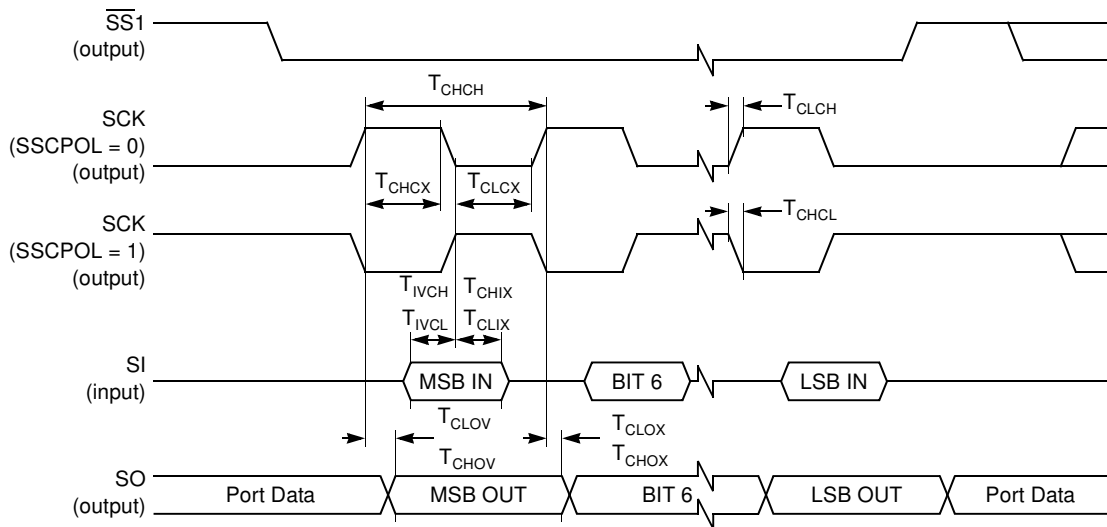 SS1
(output)
T_CHCH
T_CLCH
SCK
(SSCPOL = 0)
(output)
T_CHCX
T_CLCX
T_CHCL
SCK
(SSCPOL = 1)
(output)
T_IVCH
T_CHIX
T_IVCL
T_CLIX
SI
(input)
MSB IN
BIT 6
LSB IN
T_CLOV
T_CLOX
T_CHOV
T_CHOX
SO
(output)
Port Data
MSB OUT
BIT 6
LSB OUT
Port Data